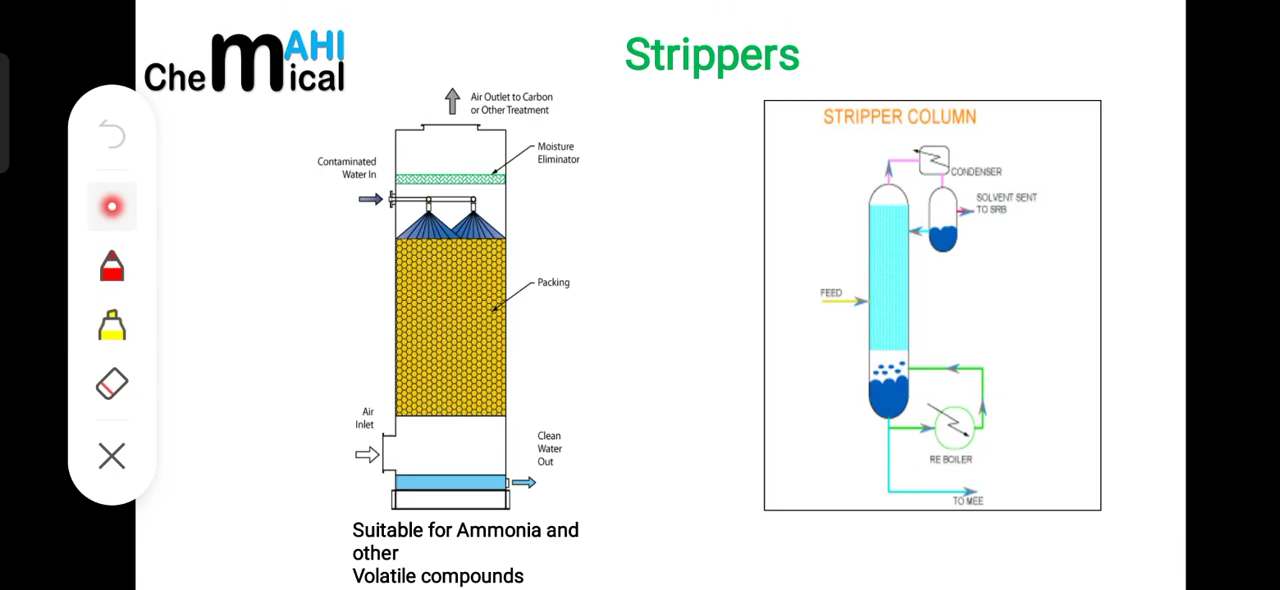 Che mAHI ical
Strippers
Air Outlet to Carbon
or Other Treatment
Moisture
Eliminator
Contaminated
Water In
Packing
Air
Inlet
Clean
Water
Out
Suitable for Ammonia and
other
Volatile compounds
STRIPPER COLUMN
CONDENSER
SOLVENT SENT
TO SRB
FEED
RE BOILER
TO MEE